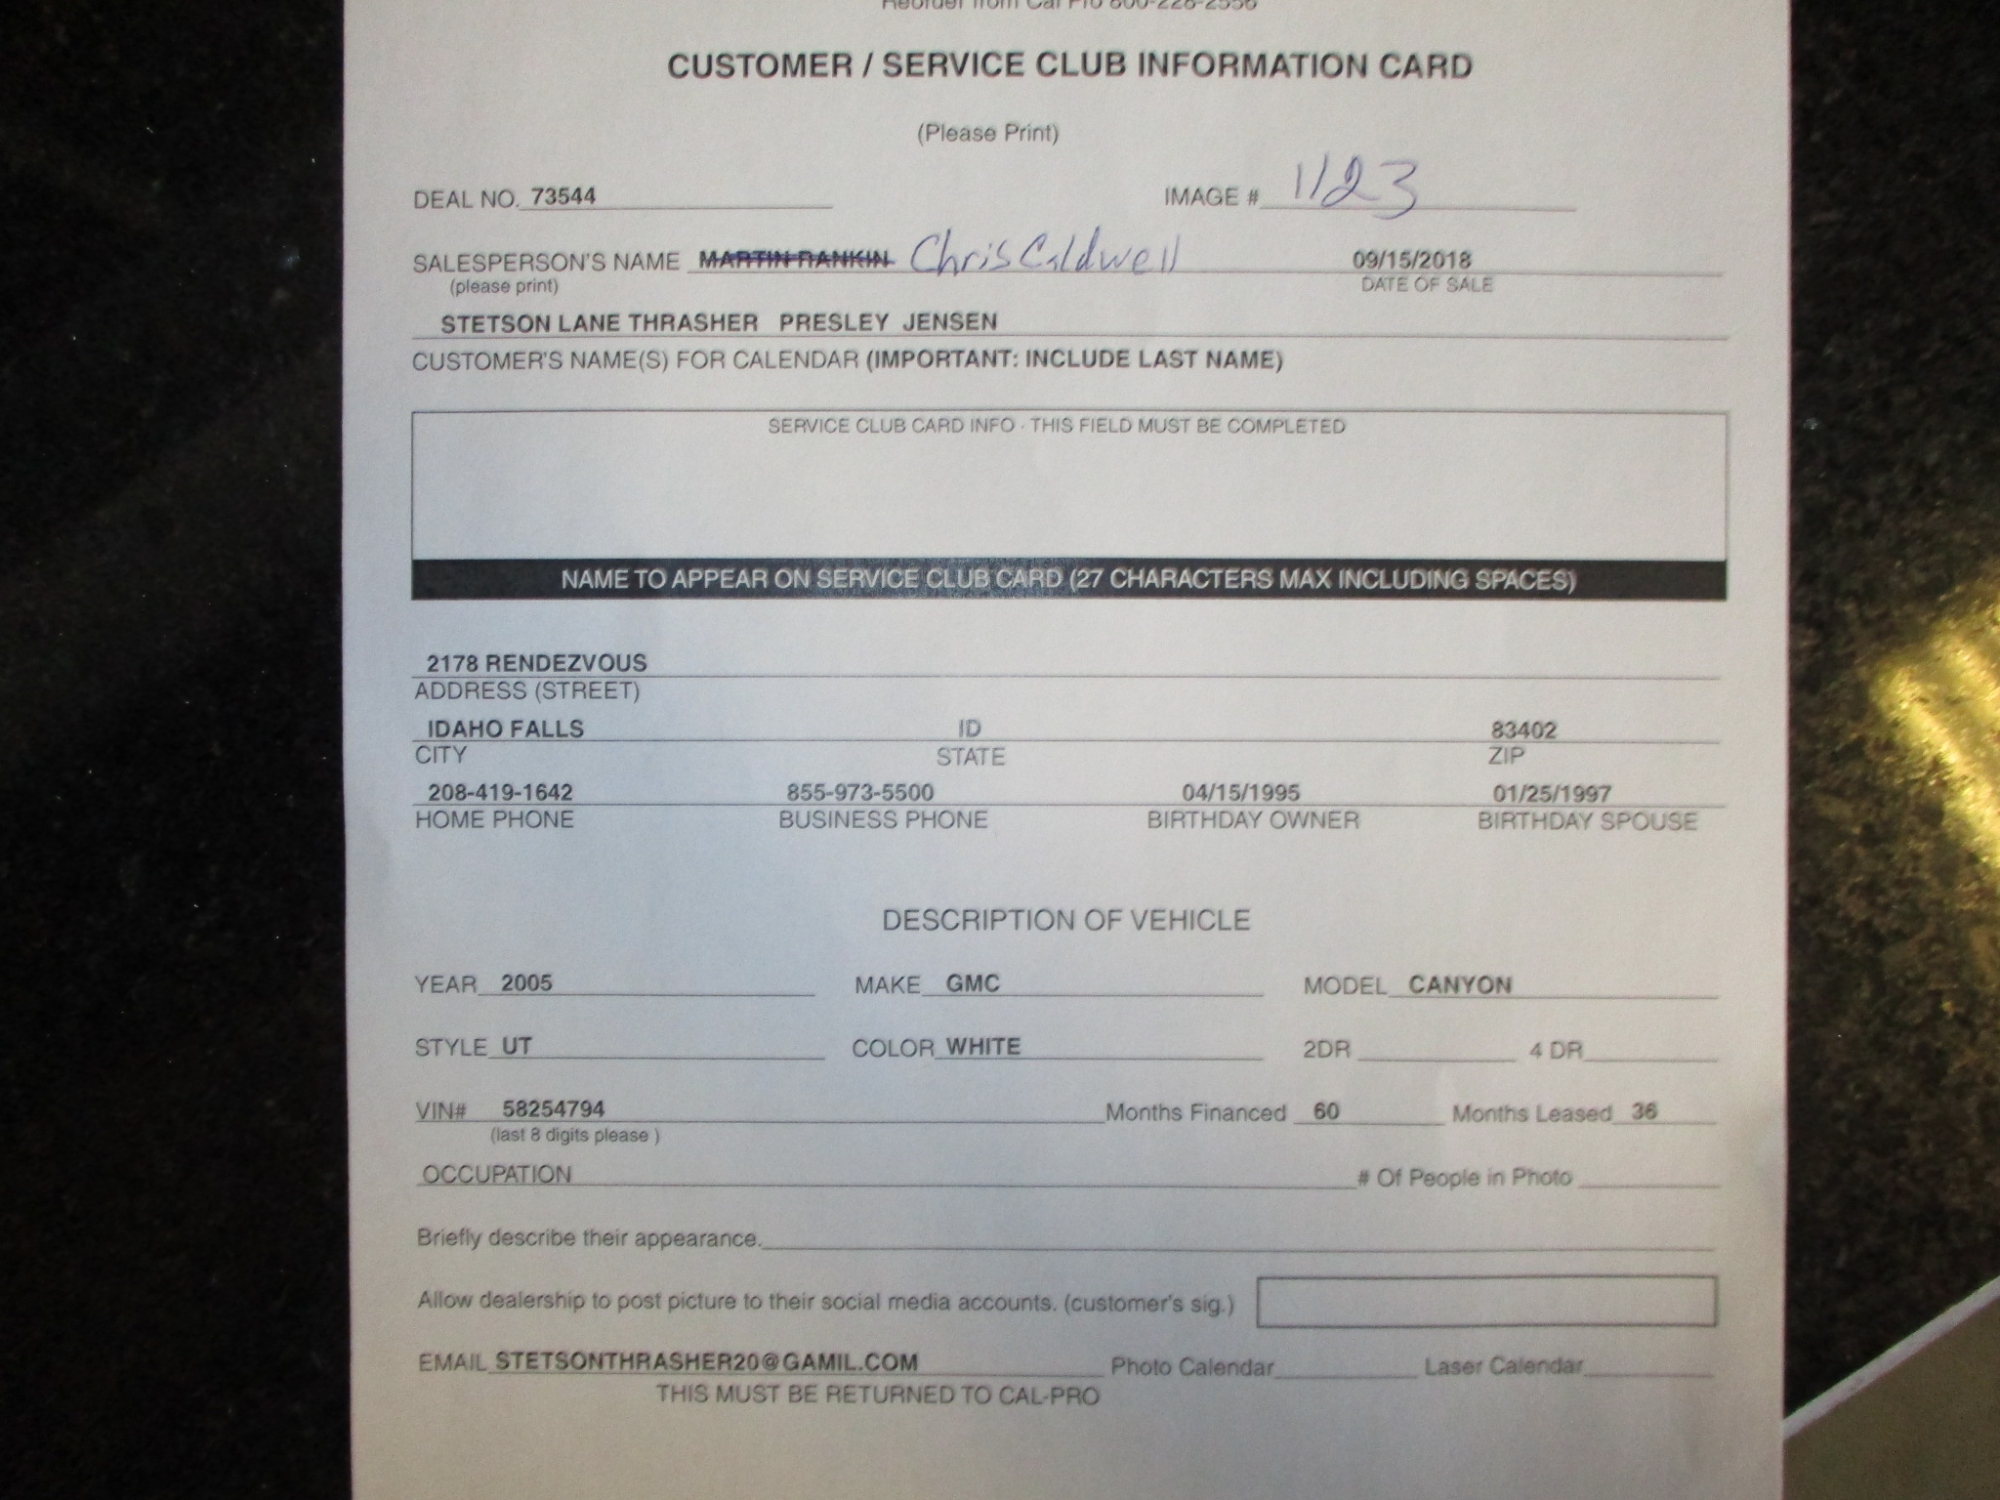 Reorder from Cal Pro 800-228-2556
CUSTOMER / SERVICE CLUB INFORMATION CARD
(Please Print)
DEAL NO. 73544 IMAGE # 1123
SALESPERSON'S NAME MARTIN RANKIN Chris Caldwell 09/15/2018
(please print) DATE OF SALE
STETSON LANE THRASHER PRESLEY JENSEN
CUSTOMER'S NAME(S) FOR CALENDAR (IMPORTANT: INCLUDE LAST NAME)
SERVICE CLUB CARD INFO - THIS FIELD MUST BE COMPLETED
NAME TO APPEAR ON SERVICE CLUB CARD (27 CHARACTERS MAX INCLUDING SPACES)
2178 RENDEZVOUS
ADDRESS (STREET)
IDAHO FALLS ID 83402
CITY STATE ZIP
208-419-1642 855-973-5500 04/15/1995 01/25/1997
HOME PHONE BUSINESS PHONE BIRTHDAY OWNER BIRTHDAY SPOUSE
DESCRIPTION OF VEHICLE
YEAR 2005 MAKE GMC MODEL CANYON
STYLE UT COLOR WHITE 2DR 4 DR
VIN# 58254794 Months Financed 60 Months Leased 36
(last 8 digits please )
OCCUPATION # Of People in Photo
Briefly describe their appearance.
Allow dealership to post picture to their social media accounts. (customer's sig.)
EMAIL STETSONTHRASHER20@GAMIL.COM Photo Calendar Laser Calendar
THIS MUST BE RETURNED TO CAL-PRO